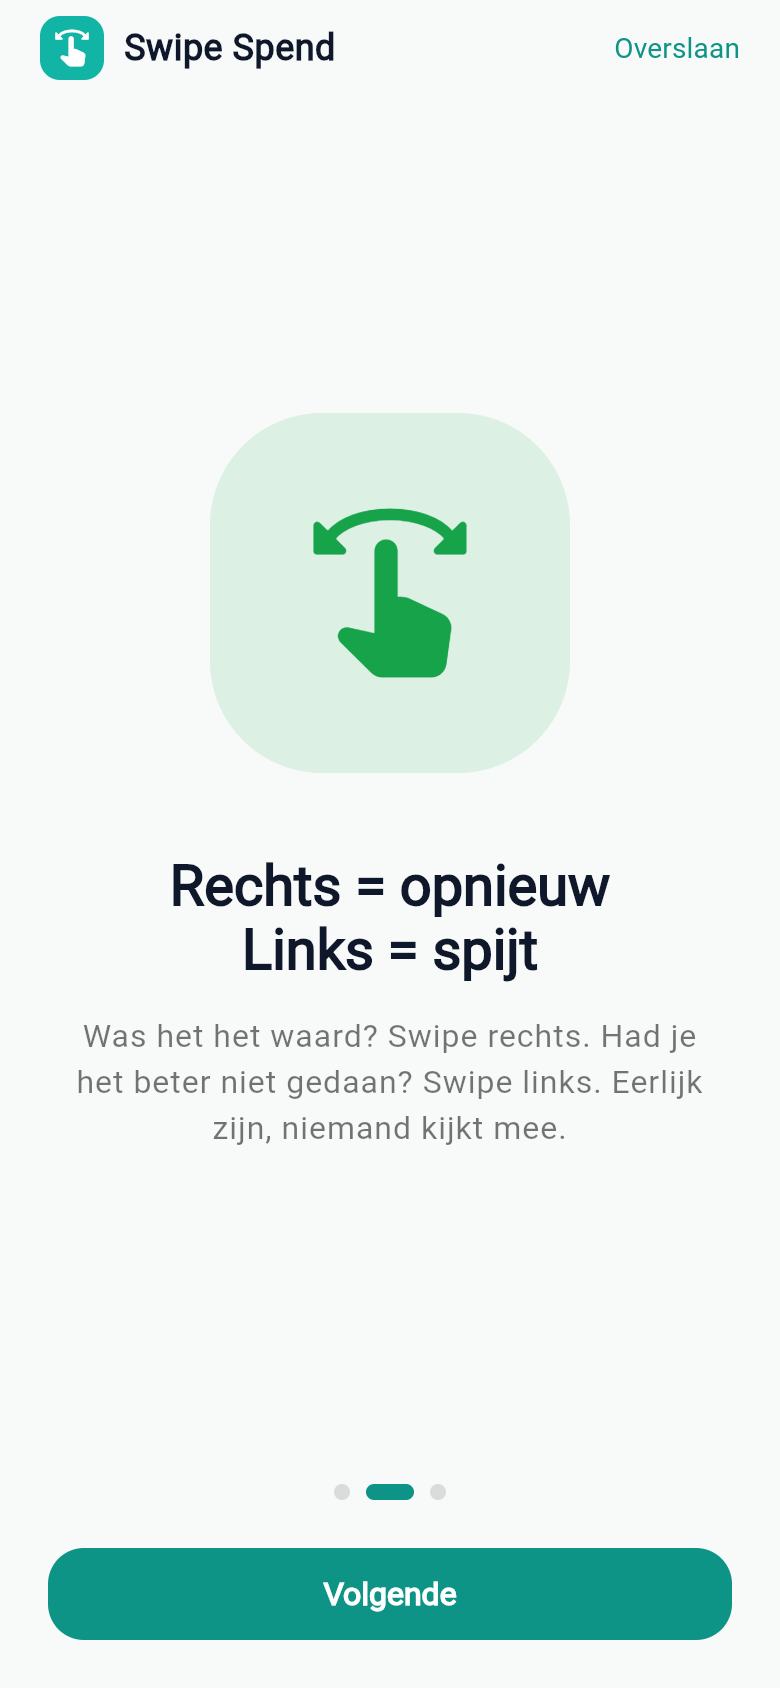 Swipe Spend
Overslaan
Rechts = opnieuw
Links = spijt
Was het het waard? Swipe rechts. Had je
het beter niet gedaan? Swipe links. Eerlijk
zijn, niemand kijkt mee.
Volgende